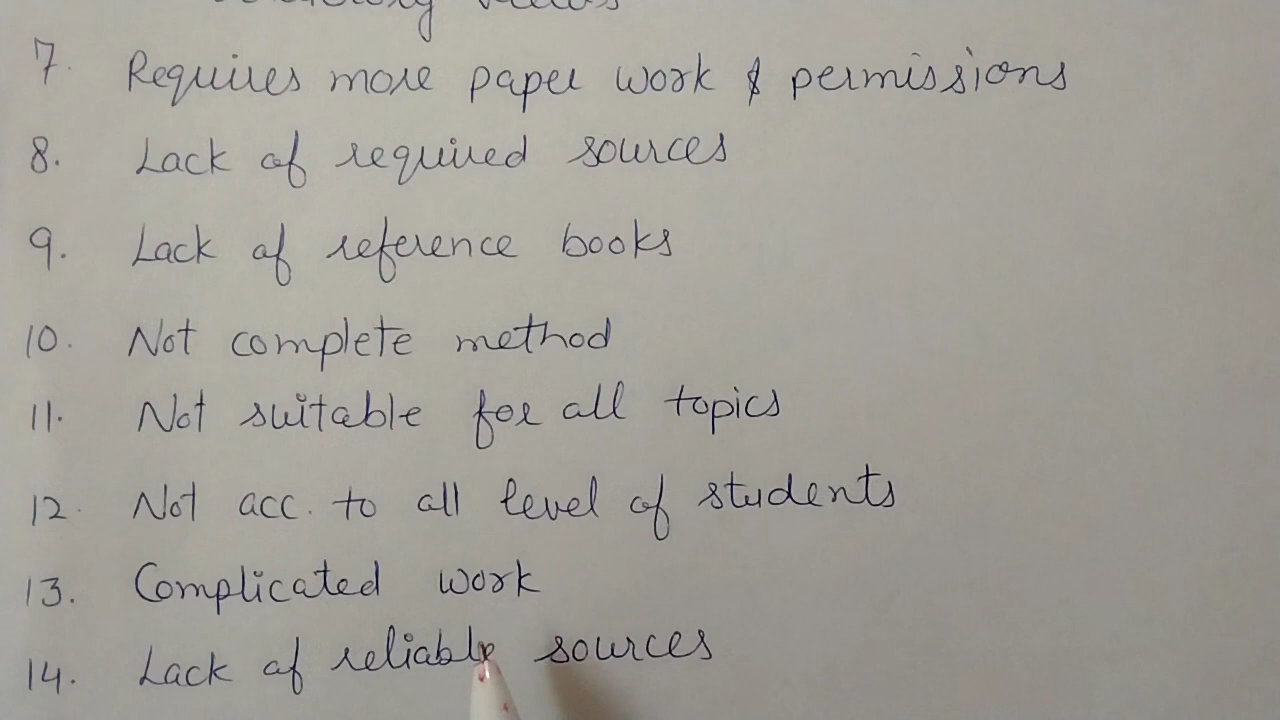 7. Requires more paper work & permissions
8. Lack of required sources
9. Lack of reference books
10. Not complete method
11. Not suitable for all topics
12. Not acc. to all level of students
13. Complicated work
14. Lack of reliable sources